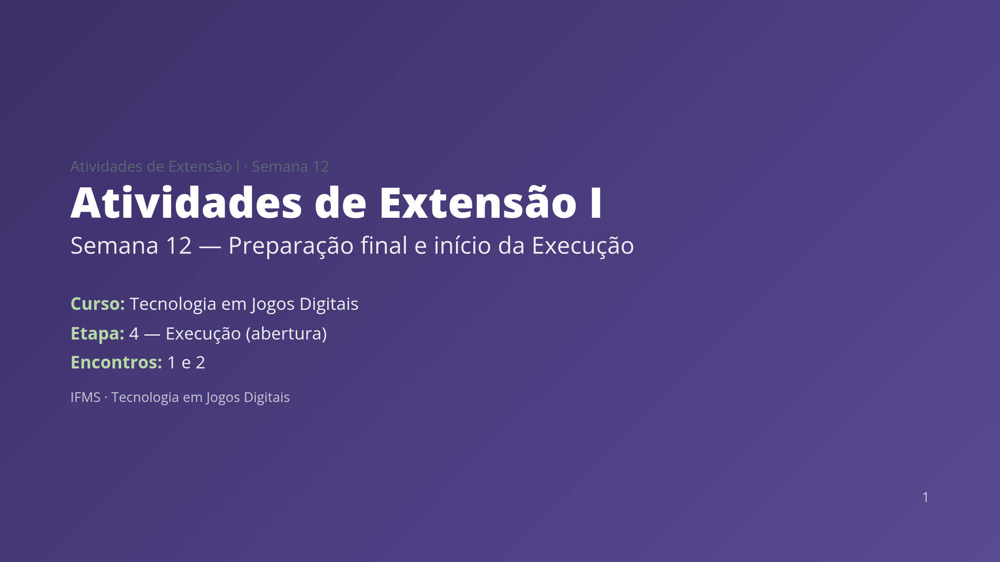 Atividades de Extensão I · Semana 12
Atividades de Extensão I
Semana 12 — Preparação final e início da Execução
Curso: Tecnologia em Jogos Digitais
Etapa: 4 — Execução (abertura)
Encontros: 1 e 2
IFMS · Tecnologia em Jogos Digitais
1